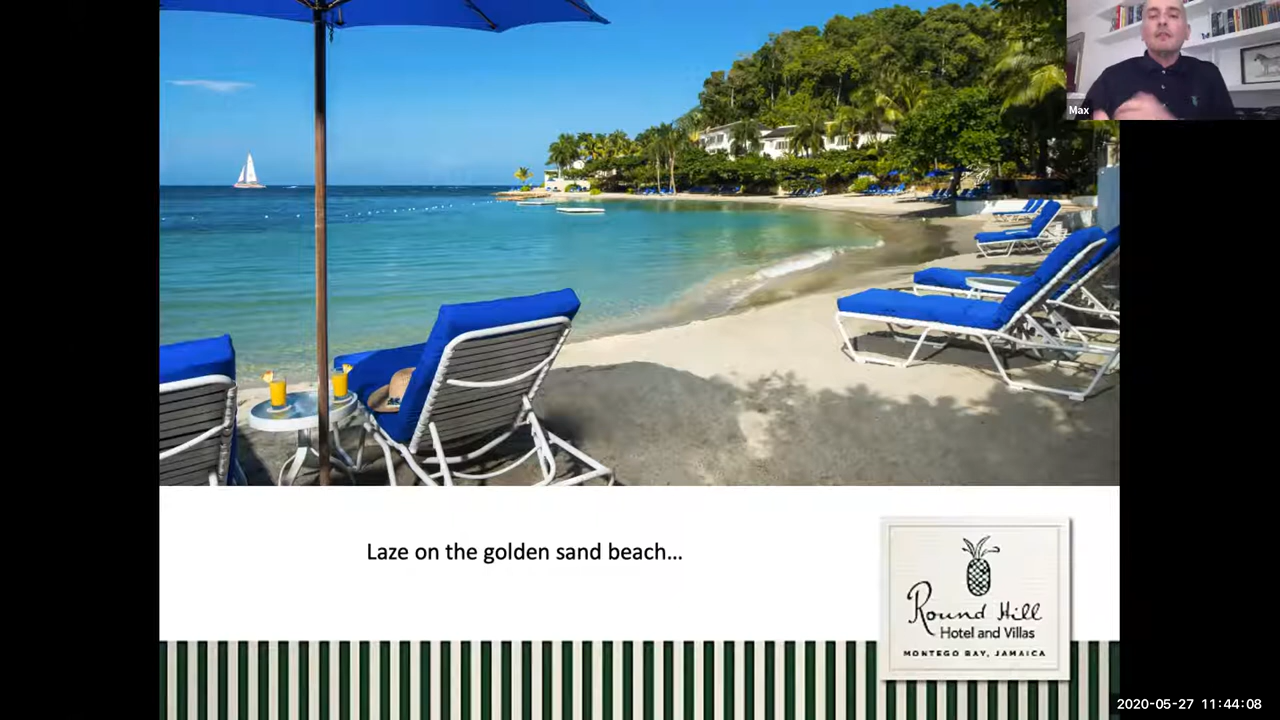 Max
Laze on the golden sand beach...
Round Hill
Hotel and Villas
MONTEGO BAY, JAMAICA
2020-05-27 11:44:08